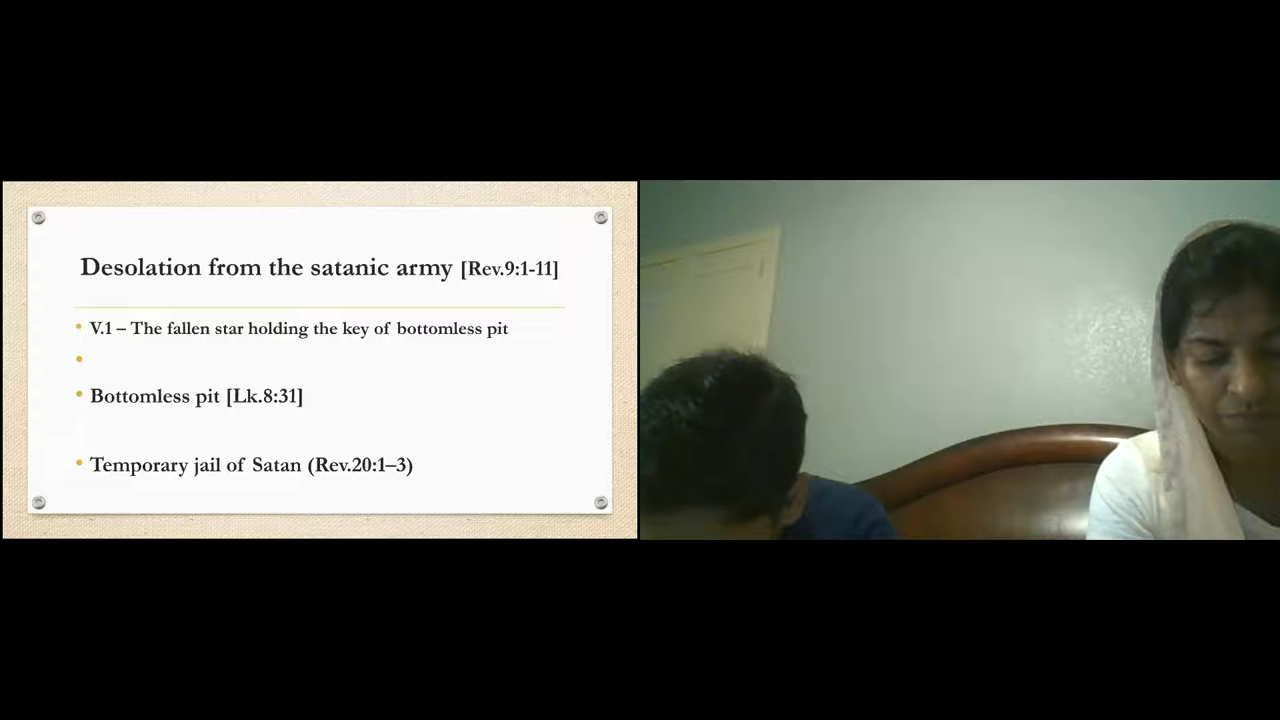 Desolation from the satanic army [Rev.9:1-11]
V.1 – The fallen star holding the key of bottomless pit
Bottomless pit [Lk.8:31]
Temporary jail of Satan (Rev.20:1–3)